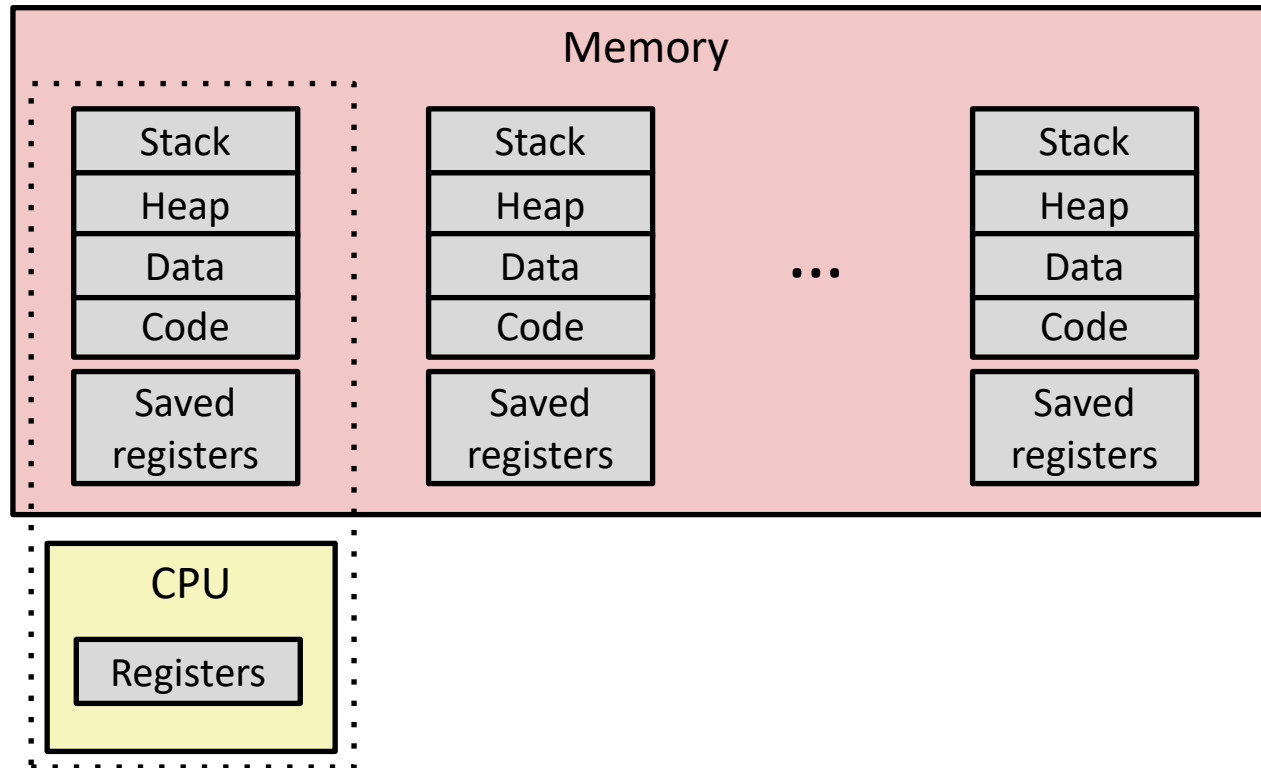 Memory
Stack
Heap
Data
Code
Saved
registers
Stack
Heap
Data
Code
Saved
registers
...
Stack
Heap
Data
Code
Saved
registers
CPU
Registers